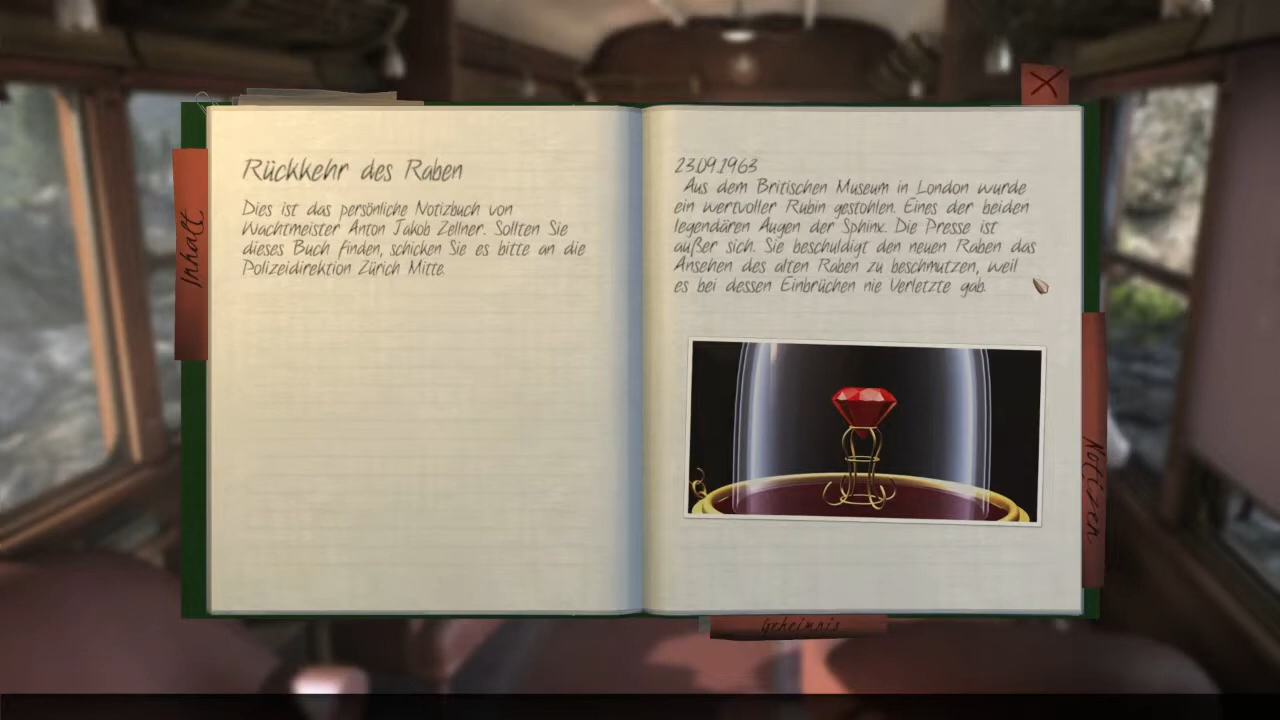 Rückkehr des Raben
Dies ist das persönliche Notizbuch von
Wachtmeister Anton Jakob Zellner. Sollten Sie
dieses Buch finden, schicken Sie es bitte an die
Polizeidirektion Zürich Mitte.
23.09.1963
Aus dem Britischen Museum in London wurde
ein wertvoller Rubin gestohlen. Eines der beiden
legendären Augen der Sphinx. Die Presse ist
außer sich. Sie beschuldigt den neuen Raben das
Ansehen des alten Raben zu beschmutzen, weil
es bei dessen Einbrüchen nie Verletzte gab.
Inhalt
Notizen
Geheimnis